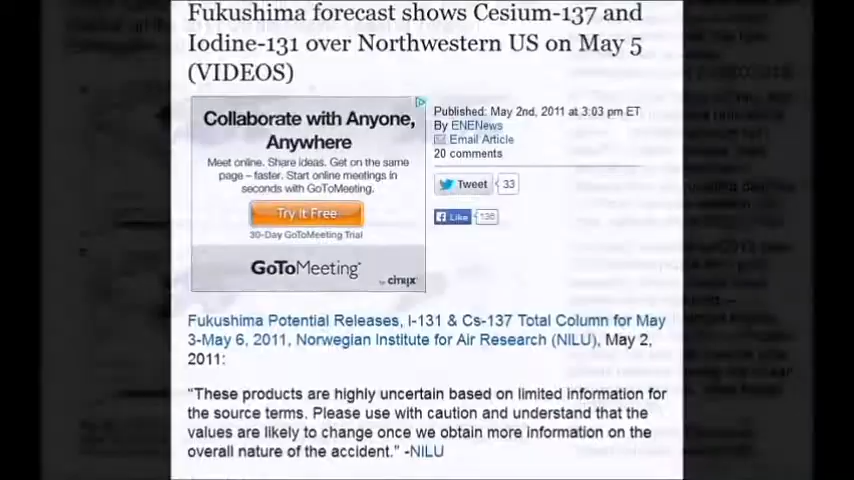 Fukushima forecast shows Cesium-137 and
Iodine-131 over Northwestern US on May 5
(VIDEOS)
Collaborate with Anyone,
Anywhere
Meet online. Share ideas. Get on the same
page – faster. Start online meetings in
seconds with GoToMeeting.
Try It Free
30-Day GoToMeeting Trial
GoToMeeting
by citrix
Published: May 2nd, 2011 at 3:03 pm ET
By ENENews
Email Article
20 comments
Tweet 33
Like 136
Fukushima Potential Releases, I-131 & Cs-137 Total Column for May
3-May 6, 2011, Norwegian Institute for Air Research (NILU), May 2,
2011:
“These products are highly uncertain based on limited information for
the source terms. Please use with caution and understand that the
values are likely to change once we obtain more information on the
overall nature of the accident.” -NILU